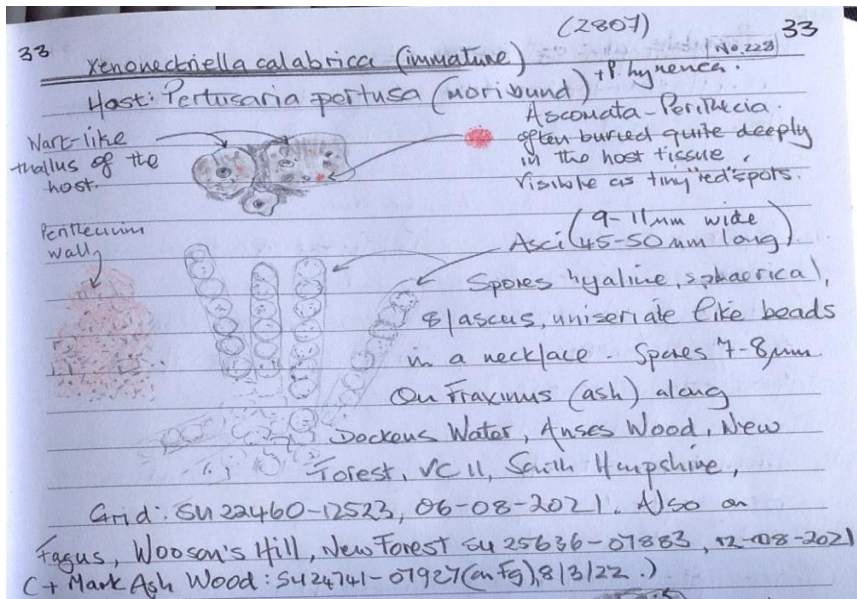 (2807)
33 33
Xenonectriella calabrica (immature)
No. 228
Host: Pertusaria pertusa (moribund) + P. hymenea.
Wart-like
thallus of the
host.
Ascomata - Perithecia
often buried quite deeply
in the host tissue.
Visible as tiny "red" spots.
Perithecium
wall
Asci (9-11µm wide
45-50µm long)
Spores hyaline, sphaerical,
8/ascus, uniseriate like beads
in a necklace. Spores 7-8µm.
On Fraxinus (ash) along
Dockens Water, Anses Wood, New
Forest, VC11, South Hampshire,
Grid: SU 22460-12523, 06-08-2021. Also on
Fagus, Wooson's Hill, New Forest SU 25636-07883, 12-08-2021
(+ Mark Ash Wood: SU24741-07927 (on Fg), 8/3/22.)